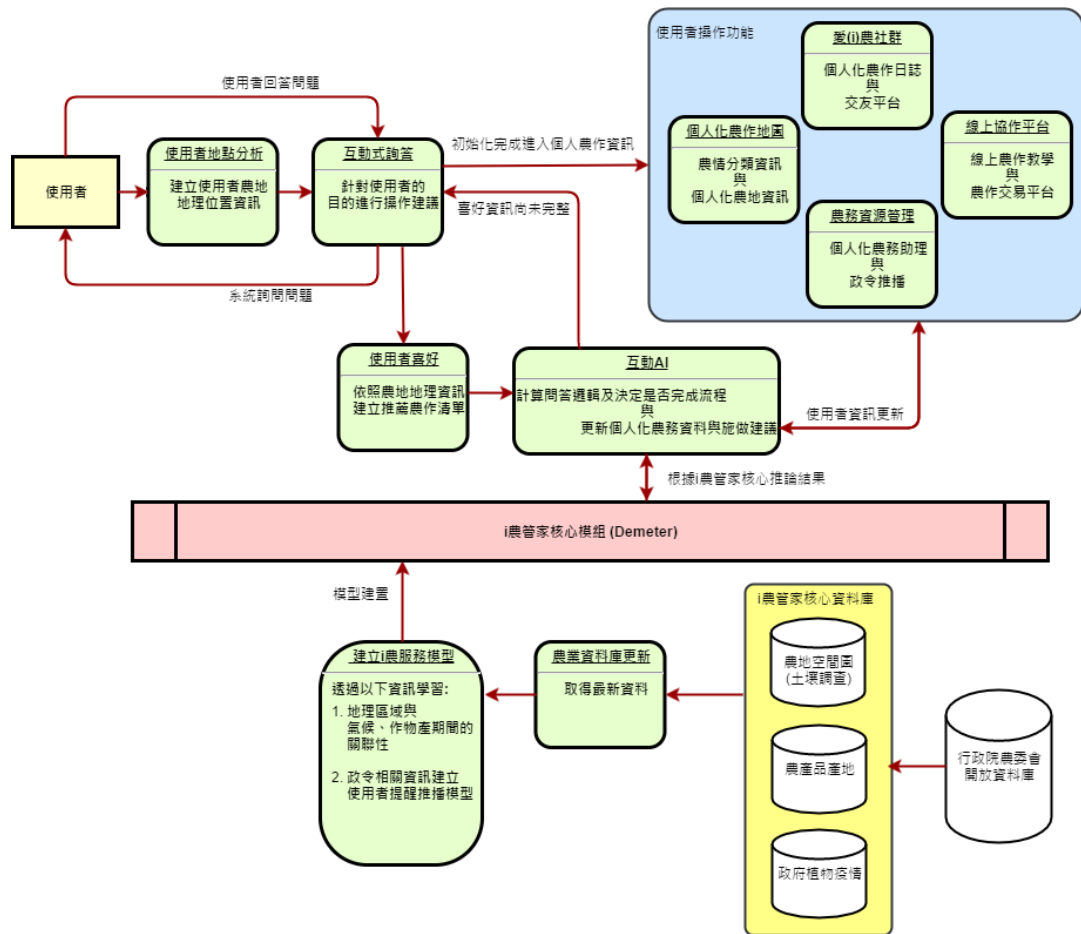 使用者操作功能
愛(i)農社群
個人化農作日誌
與
交友平台
使用者回答問題
初始化完成進入個人農作資訊
個人化農作地圖
農情分類資訊
與
個人化農地資訊
線上協作平台
線上農作教學
與
農作交易平台
農務資源管理
個人化農務助理
與
政令推播
使用者
使用者地點分析
建立使用者農地
地理位置資訊
互動式詢答
針對使用者的
目的進行操作建議
喜好資訊尚未完整
系統詢問問題
使用者喜好
依照農地地理資訊
建立推薦農作清單
互動AI
計算問答邏輯及決定是否完成流程
與
更新個人化農務資料與施做建議
使用者資訊更新
根據i農管家核心推論結果
i農管家核心模組 (Demeter)
模型建置
建立i農服務模型
透過以下資訊學習:
1. 地理區域與
氣候、作物產期間的
關聯性
2. 政令相關資訊建立
使用者提醒推播模型
農業資料庫更新
取得最新資料
i農管家核心資料庫
農地空間圖
(土壤調查)
農產品產地
政府植物疫情
行政院農委會
開放資料庫